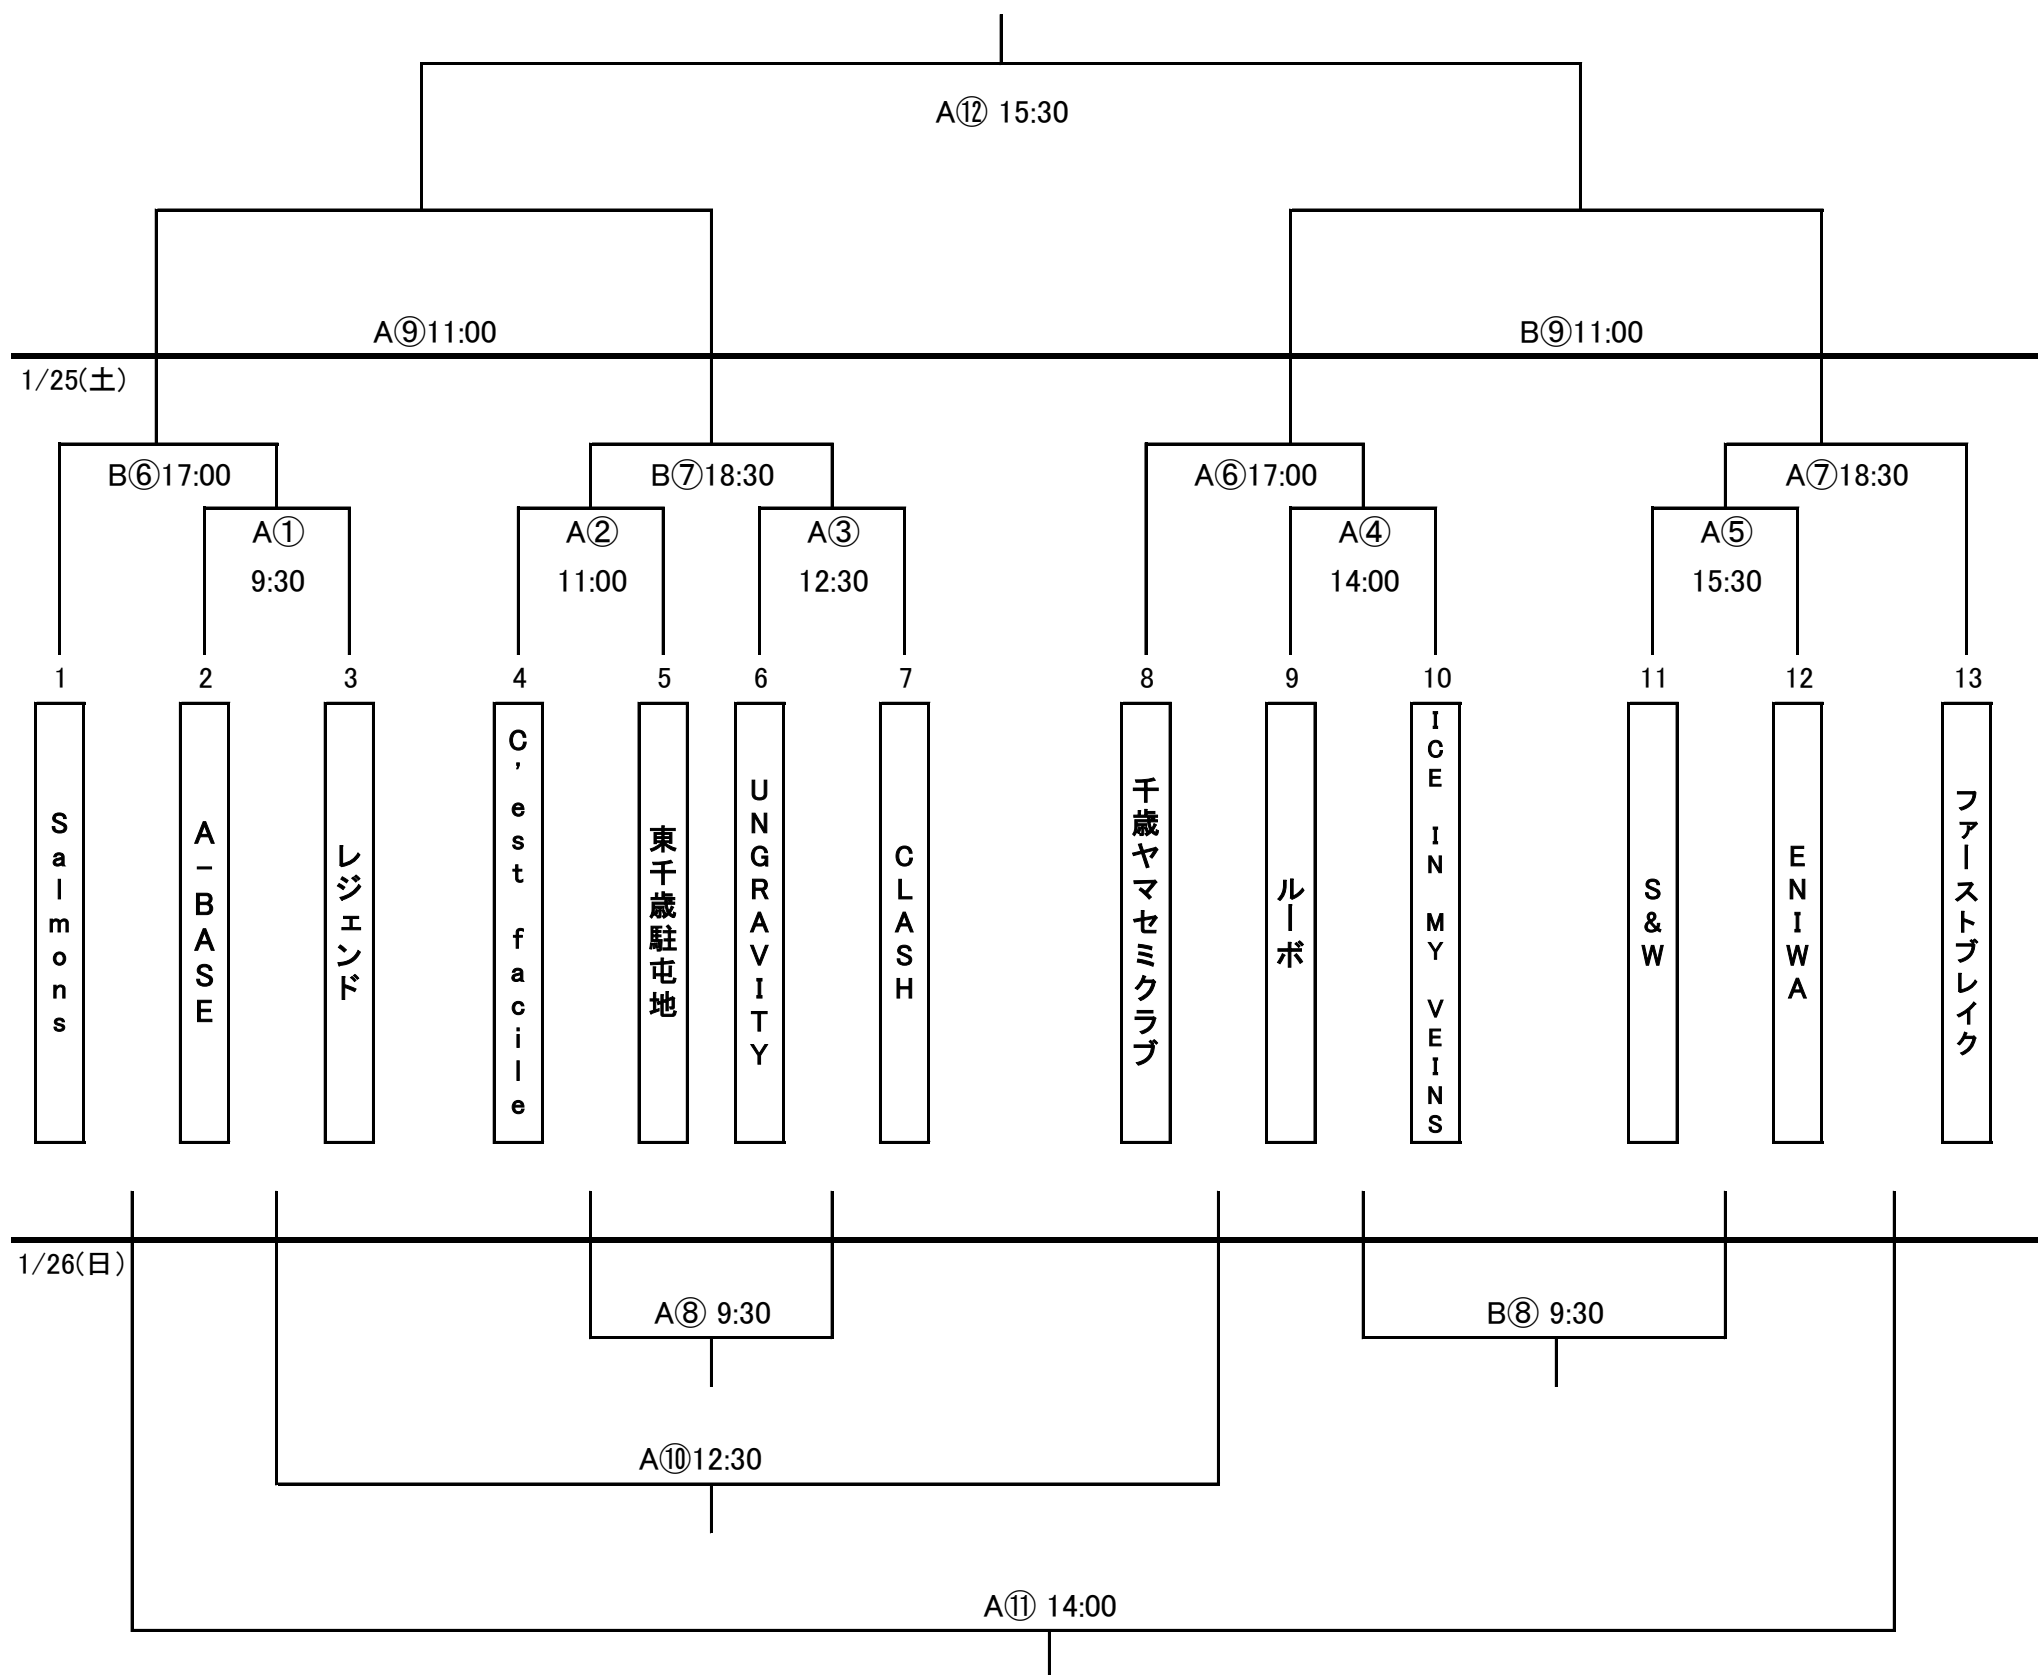 A⑫ 15:30
A⑨11:00
B⑨11:00
1/25(土)
B⑥17:00
B⑦18:30
A⑥17:00
A⑦18:30
A①
A②
A③
A④
A⑤
9:30
11:00
12:30
14:00
15:30
1
2
3
4
5
6
7
8
9
10
11
12
13
Salmons
A-BASE
レジェンド
C'est facile
東千歳駐屯地
UNGRAVITY
CLASH
千歳ヤマセミクラブ
ルーボ
ICE IN MY VEINS
S&W
ENIWA
ファーストブレイク
1/26(日)
A⑧ 9:30
B⑧ 9:30
A⑩12:30
A⑪ 14:00